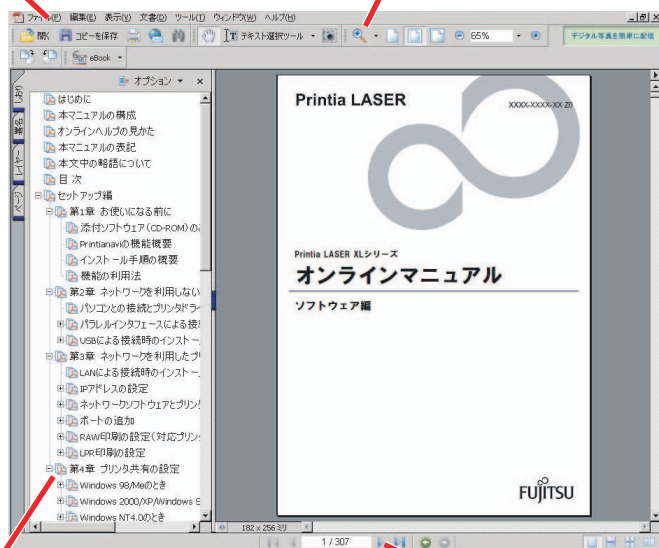 ファイル(F) 編集(E) 表示(V) 文書(D) ツール(T) ウィンドウ(W) ヘルプ(H)
開く コピーを保存 テキスト選択ツール 65% デジタル写真を簡単に配信
eBook
オプション ×
はじめに
本マニュアルの構成
オンラインヘルプの見かた
本マニュアルの表記
本文中の略語について
目 次
セットアップ編
第1章 お使いになる前に
添付ソフトウェア(CD-ROM)の
Printianaviの機能概要
インストール手順の概要
機能の利用法
第2章 ネットワークを利用しない
パソコンとの接続とプリンタドラ
パラレルインタフェースによる接
USBによる接続時のインストー
第3章 ネットワークを利用したプ
LANによる接続時のインスト
IPアドレスの設定
ネットワークソフトウェアとプリン
ポートの追加
RAW印刷の設定(対応プリン
LPR印刷の設定
第4章 プリンタ共有の設定
Windows 98/Meのとき
Windows 2000/XP/Windows S
Windows NT4.0のとき
Printia LASER
XXXX-XXXX-XX Z0
Printia LASER XLシリーズ
オンラインマニュアル
ソフトウェア編
FUJITSU
182 x 256 ミリ
1 / 307